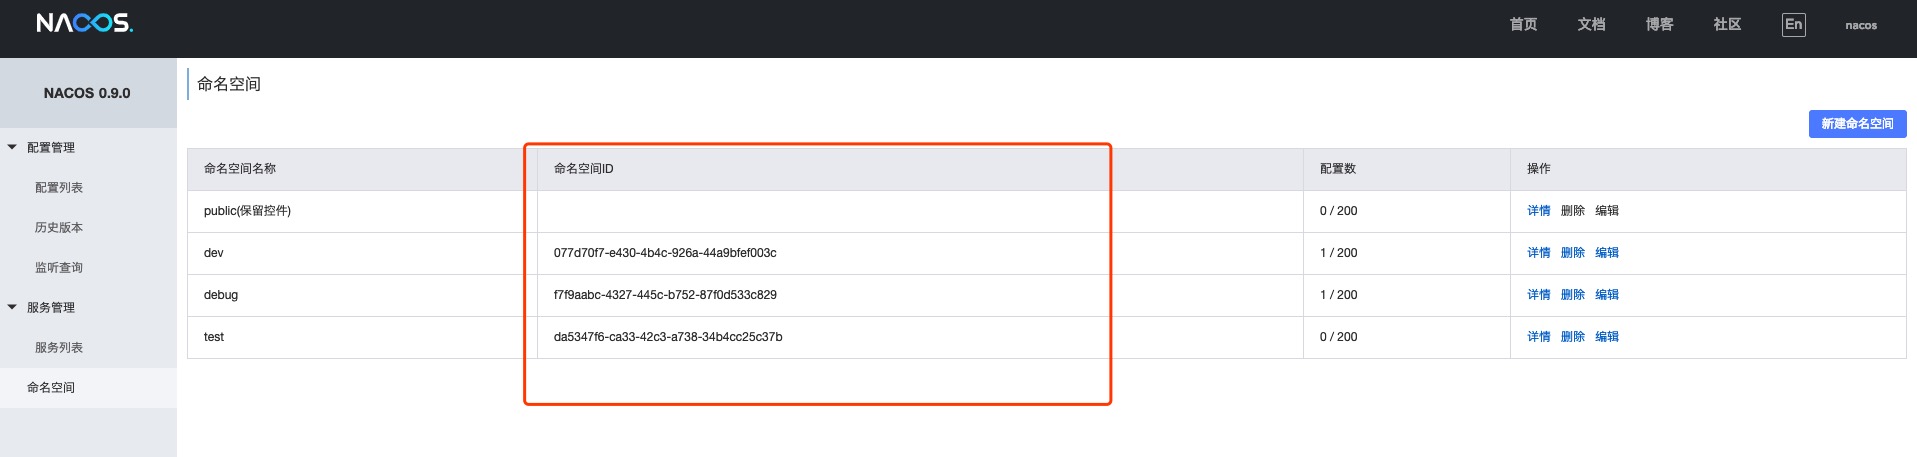 NACOS.
首页 文档 博客 社区 En nacos
NACOS 0.9.0
配置管理
配置列表
历史版本
监听查询
服务管理
服务列表
命名空间
命名空间
新建命名空间
命名空间名称 命名空间ID 配置数 操作
public(保留控件) 0 / 200 详情 删除 编辑
dev 077d70f7-e430-4b4c-926a-44a9bfef003c 1 / 200 详情 删除 编辑
debug f7f9aabc-4327-445c-b752-87f0d533c829 1 / 200 详情 删除 编辑
test da5347f6-ca33-42c3-a738-34b4cc25c37b 0 / 200 详情 删除 编辑